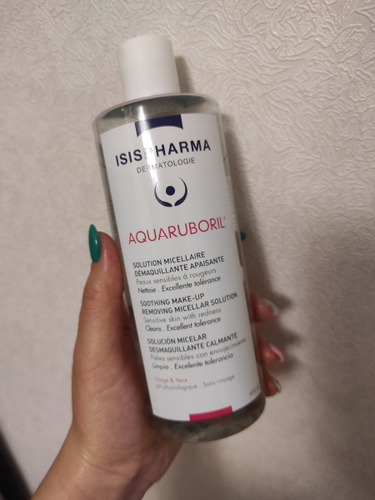 ISISPHARMA
DERMATOLOGIE
AQUARUBORIL®
SOLUTION MICELLAIRE
DÉMAQUILLANTE APAISANTE
Peaux sensibles à rougeurs
Nettoie . Excellente tolérance
SOOTHING MAKE-UP
REMOVING MICELLAR SOLUTION
Sensitive skin with redness
Cleans . Excellent tolerance
SOLUCIÓN MICELAR
DESMAQUILLANTE CALMANTE
Pieles sensibles con enrojecimiento
Limpia . Excelente tolerancia
Visage & Yeux
pH physiologique . Sans rinçage